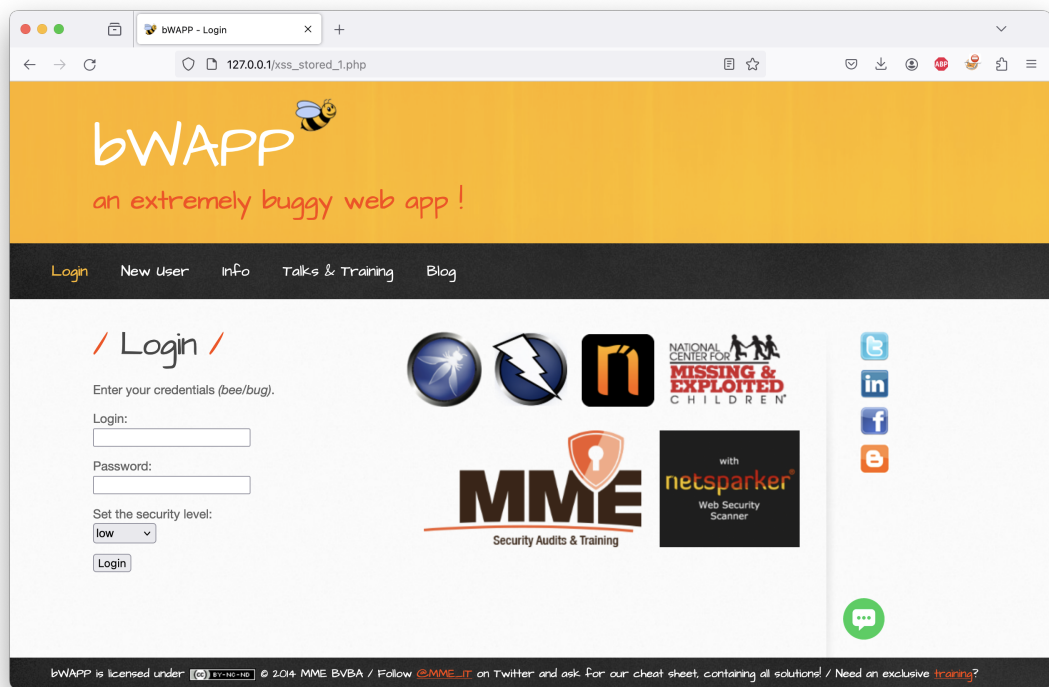 bWAPP - Login
127.0.0.1/xss_stored_1.php
ABP
bWAPP
an extremely buggy web app !
Login New User Info Talks & Training Blog
/ Login /
Enter your credentials (bee/bug).
Login:
Password:
Set the security level:
low
Login
NATIONAL
CENTER FOR
MISSING &
EXPLOITED
CHILDREN
MME
Security Audits & Training
with
netsparker
Web Security
Scanner
in
bWAPP is licensed under (cc) BY-NC-ND © 2014 MME BVBA / Follow @MME_IT on Twitter and ask for our cheat sheet, containing all solutions! / Need an exclusive training?